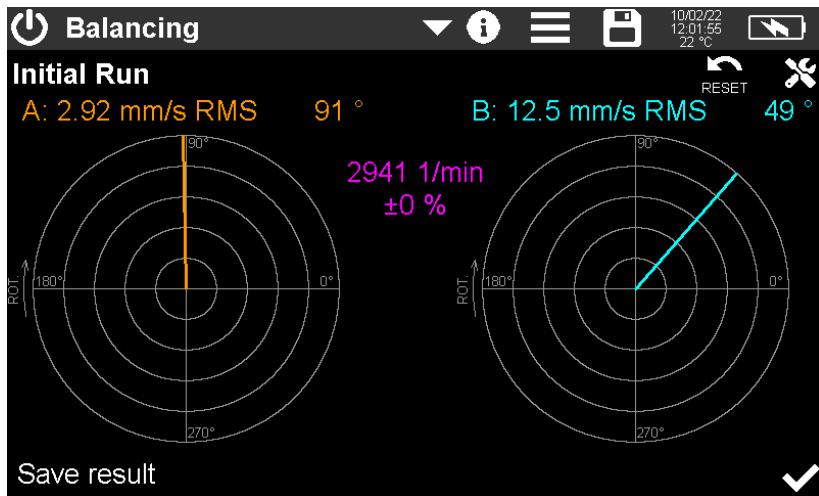 Balancing
10/02/22
12:01:55
22 °C
Initial Run
RESET
A: 2.92 mm/s RMS 91 °
B: 12.5 mm/s RMS 49 °
2941 1/min
±0 %
90°
180°
0°
270°
ROT.
90°
180°
0°
270°
ROT.
Save result